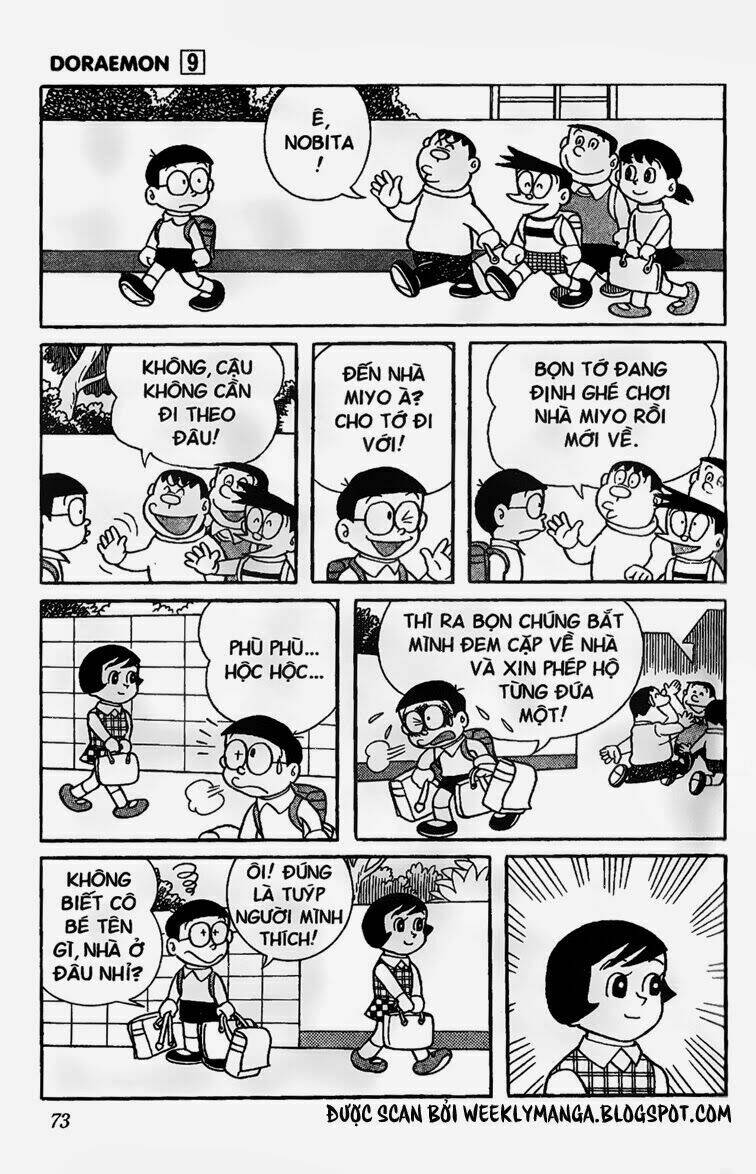 DORAEMON 9
Ê,
NOBITA
!
BỌN TỚ ĐANG
ĐỊNH GHÉ CHƠI
NHÀ MIYO RỒI
MỚI VỀ.
ĐẾN NHÀ
MIYO À?
CHO TỚ ĐI
VỚI!
KHÔNG, CẬU
KHÔNG CẦN
ĐI THEO
ĐÂU!
THÌ RA BỌN CHÚNG BẮT
MÌNH ĐEM CẶP VỀ NHÀ
VÀ XIN PHÉP HỘ
TỪNG ĐỨA
MỘT!
PHÙ PHÙ...
HỘC HỘC...
ÔI! ĐÚNG
LÀ TUÝP
NGƯỜI MÌNH
THÍCH!
KHÔNG
BIẾT CÔ
BÉ TÊN
GÌ, NHÀ Ở
ĐÂU NHỈ?
73
ĐƯỢC SCAN BỞI WEEKLYMANGA.BLOGSPOT.COM